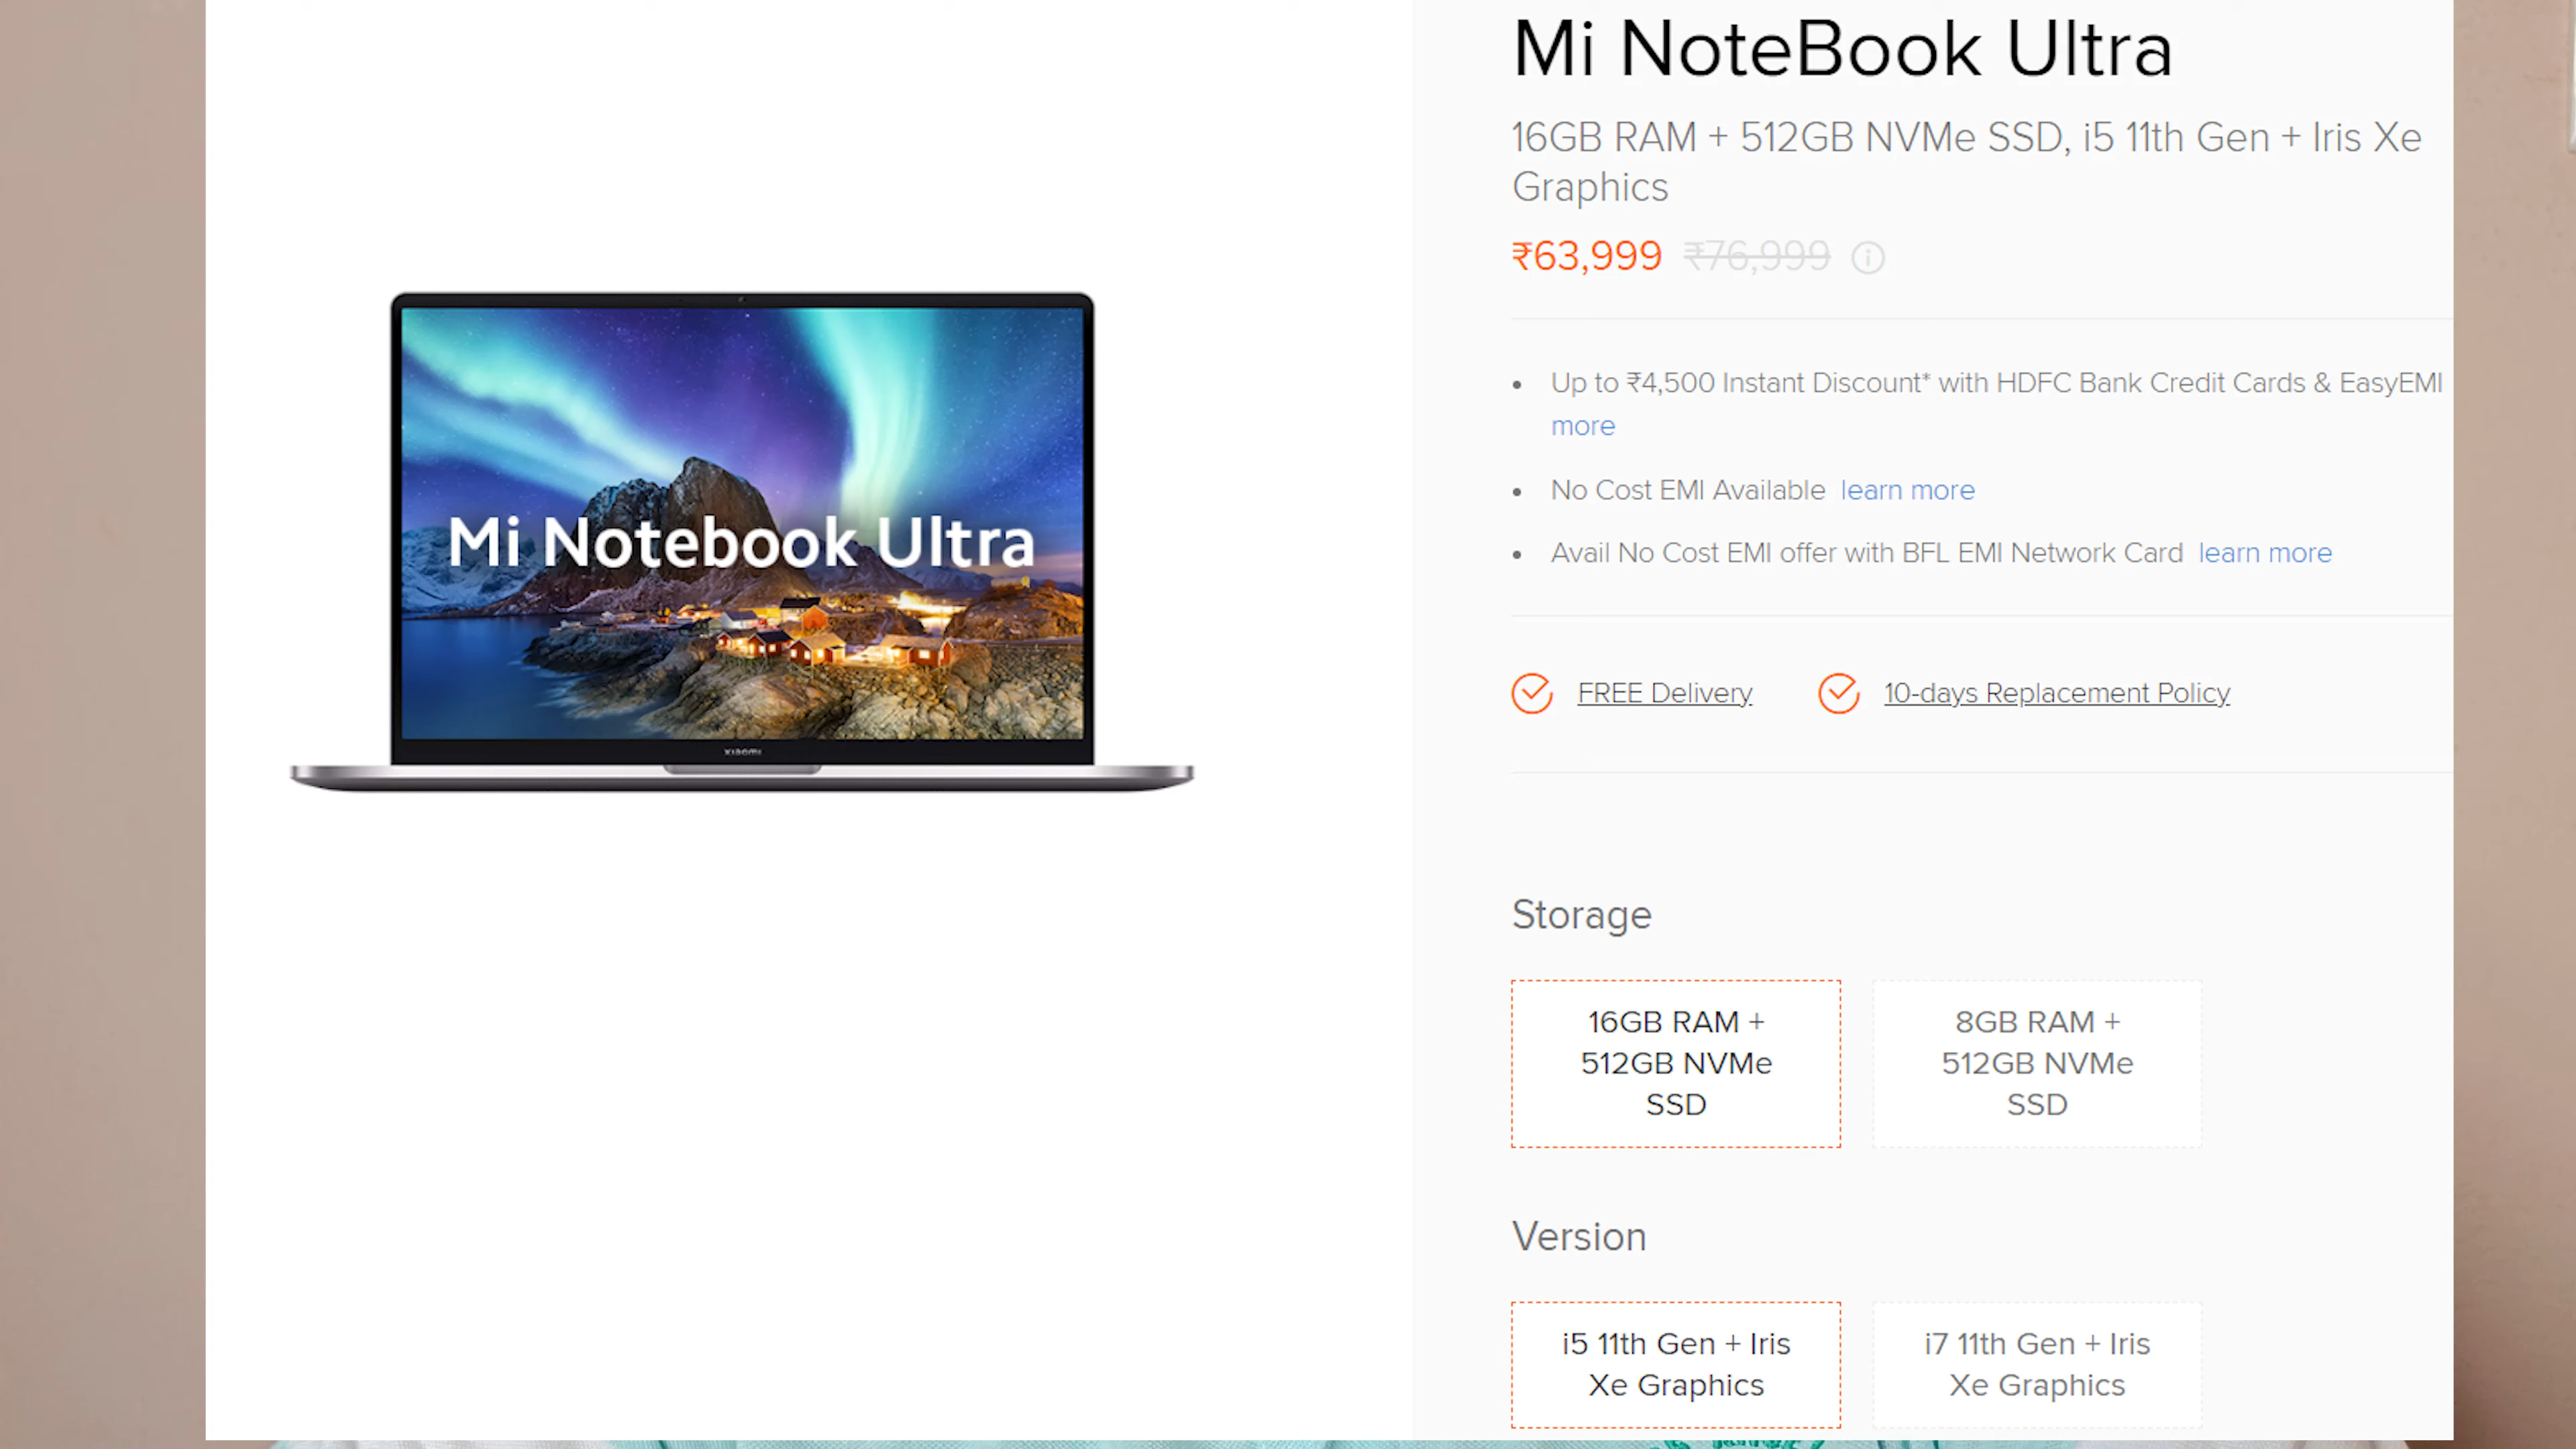 Mi NoteBook Ultra
16GB RAM + 512GB NVMe SSD, i5 11th Gen + Iris Xe
Graphics
₹63,999 ₹76,999
Up to ₹4,500 Instant Discount* with HDFC Bank Credit Cards & EasyEMI
more
No Cost EMI Available learn more
Avail No Cost EMI offer with BFL EMI Network Card learn more
FREE Delivery 10-days Replacement Policy
Mi Notebook Ultra
xiaomi
Storage
16GB RAM +
512GB NVMe
SSD
8GB RAM +
512GB NVMe
SSD
Version
i5 11th Gen + Iris
Xe Graphics
i7 11th Gen + Iris
Xe Graphics